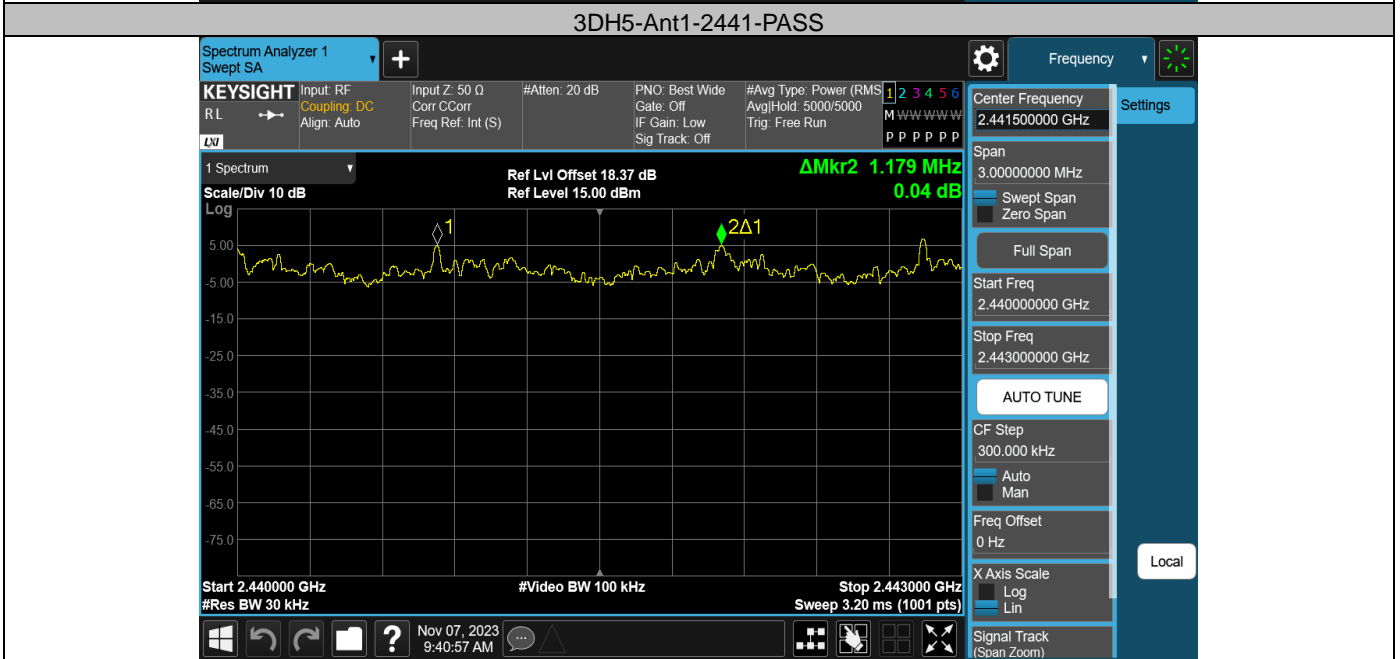 3DH5-Ant1-2441-PASS
Spectrum Analyzer 1
Swept SA
+
Frequency
KEYSIGHT
RL
LXI
Input: RF
Coupling: DC
Align: Auto
Input Z: 50 Ω
Corr CCorr
Freq Ref: Int (S)
#Atten: 20 dB
PNO: Best Wide
Gate: Off
IF Gain: Low
Sig Track: Off
#Avg Type: Power (RMS
Avg|Hold: 5000/5000
Trig: Free Run
1 2 3 4 5 6
M W W W W W
P P P P P P
1 Spectrum
Scale/Div 10 dB
Log
Ref Lvl Offset 18.37 dB
Ref Level 15.00 dBm
ΔMkr2 1.179 MHz
0.04 dB
1
2Δ1
5.00
-5.00
-15.0
-25.0
-35.0
-45.0
-55.0
-65.0
-75.0
Start 2.440000 GHz
#Video BW 100 kHz
Stop 2.443000 GHz
#Res BW 30 kHz
Sweep 3.20 ms (1001 pts)
Center Frequency
2.441500000 GHz
Settings
Span
3.00000000 MHz
Swept Span
Zero Span
Full Span
Start Freq
2.440000000 GHz
Stop Freq
2.443000000 GHz
AUTO TUNE
CF Step
300.000 kHz
Auto
Man
Freq Offset
0 Hz
Local
X Axis Scale
Log
Lin
Signal Track
(Span Zoom)
?
Nov 07, 2023
9:40:57 AM